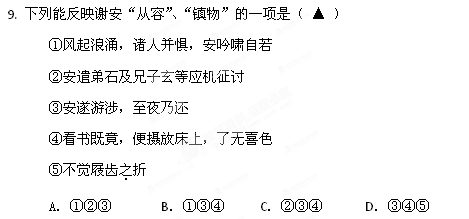 9. 下列能反映谢安“从容”、“镇物”的一项是（ ▲ ）
①风起浪涌，诸人并惧，安吟啸自若
②安遣弟石及兄子玄等应机征讨
③安遂游涉，至夜乃还
④看书既竟，便摄放床上，了无喜色
⑤不觉屐齿之折
A. ①②③ B. ①③④ C. ②③④ D. ③④⑤